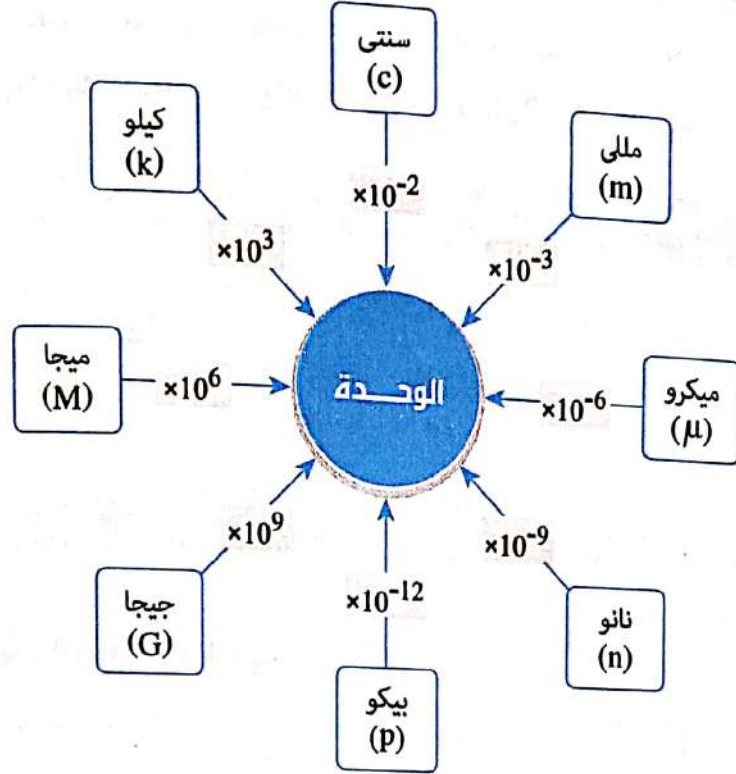 سنتى
(c)
×10⁻²
مللى
(m)
×10⁻³
ميكرو
(μ)
×10⁻⁶
نانو
(n)
×10⁻⁹
بيكو
(p)
×10⁻¹²
جيجا
(G)
×10⁹
ميجا
(M)
×10⁶
كيلو
(k)
×10³
الوحدة